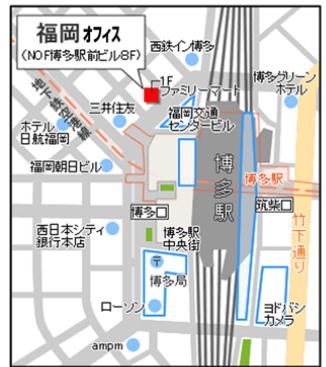 福岡オフィス
(NOF博多駅前ビル8F)
西鉄イン博多
1F
ファミリーマート
博多グリーン
ホテル
地下鉄空港線
三井住友
福岡交通
センタービル
ホテル
日航福岡
福岡朝日ビル
博多駅
博多駅
博多口
筑紫口
竹下通り
西日本シティ
銀行本店
博多駅
中央街
〒
博多局
ローソン
ヨドバシ
カメラ
ampm